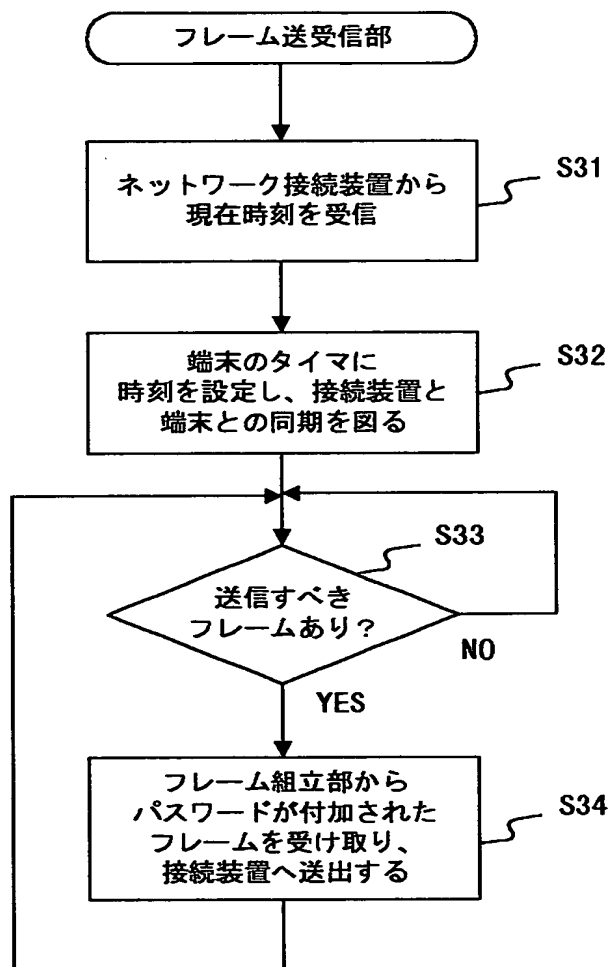 フレーム送受信部
ネットワーク接続装置から
現在時刻を受信
S31
端末のタイマに
時刻を設定し、接続装置と
端末との同期を図る
S32
S33
送信すべき
フレームあり？
NO
YES
フレーム組立部から
パスワードが付加された
フレームを受け取り、
接続装置へ送出する
S34